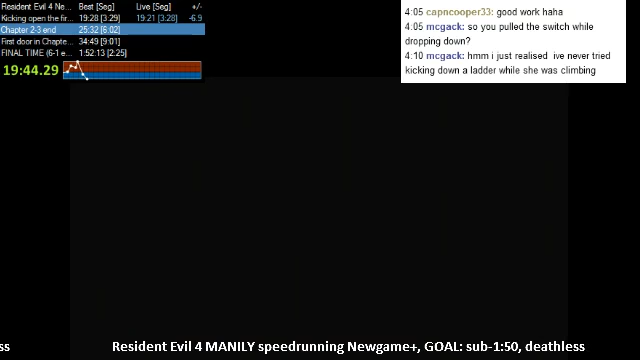 Resident Evil 4 Ne... Best [Seg] Live [Seg] +/-
Kicking open the fir... 19:28 [3:29] 19:21 [3:28] -6.9
Chapter 2-3 end 25:32 [6:02]
First door in Chapte... 34:49 [9:01]
FINAL TIME (6-1 e... 1:52:13 [2:25]
19:44.29
4:05 capncooper33: good work haha
4:05 mcgack: so you pulled the switch while
dropping down?
4:10 mcgack: hmm i just realised ive never tried
kicking down a ladder while she was climbing
ss Resident Evil 4 MANILY speedrunning Newgame+, GOAL: sub-1:50, deathless